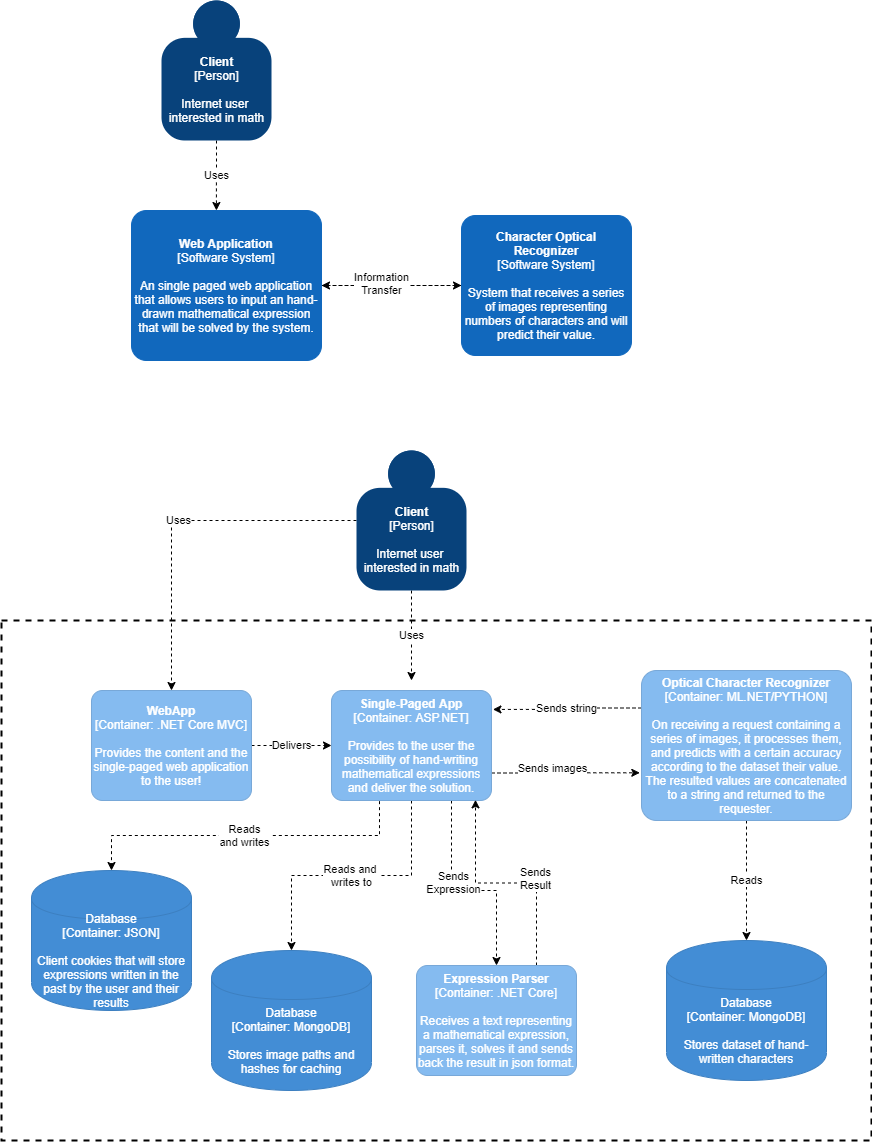 Client
[Person]
Internet user
interested in math
Uses
Web Application
[Software System]
An single paged web application
that allows users to input an hand-
drawn mathematical expression
that will be solved by the system.
Information
Transfer
Character Optical
Recognizer
[Software System]
System that receives a series
of images representing
numbers of characters and will
predict their value.
Client
[Person]
Internet user
interested in math
Uses
Uses
WebApp
[Container: .NET Core MVC]
Provides the content and the
single-paged web application
to the user!
Delivers
Single-Paged App
[Container: ASP.NET]
Provides to the user the
possibility of hand-writing
mathematical expressions
and deliver the solution.
Sends string
Sends images
Optical Character Recognizer
[Container: ML.NET/PYTHON]
On receiving a request containing a
series of images, it processes them,
and predicts with a certain accuracy
according to the dataset their value.
The resulted values are concatenated
to a string and returned to the
requester.
Reads
and writes
Reads and
writes to
Sends
Expression
Sends
Result
Reads
Database
[Container: JSON]
Client cookies that will store
expressions written in the
past by the user and their
results
Database
[Container: MongoDB]
Stores image paths and
hashes for caching
Expression Parser
[Container: .NET Core]
Receives a text representing
a mathematical expression,
parses it, solves it and sends
back the result in json format.
Database
[Container: MongoDB]
Stores dataset of hand-
written characters